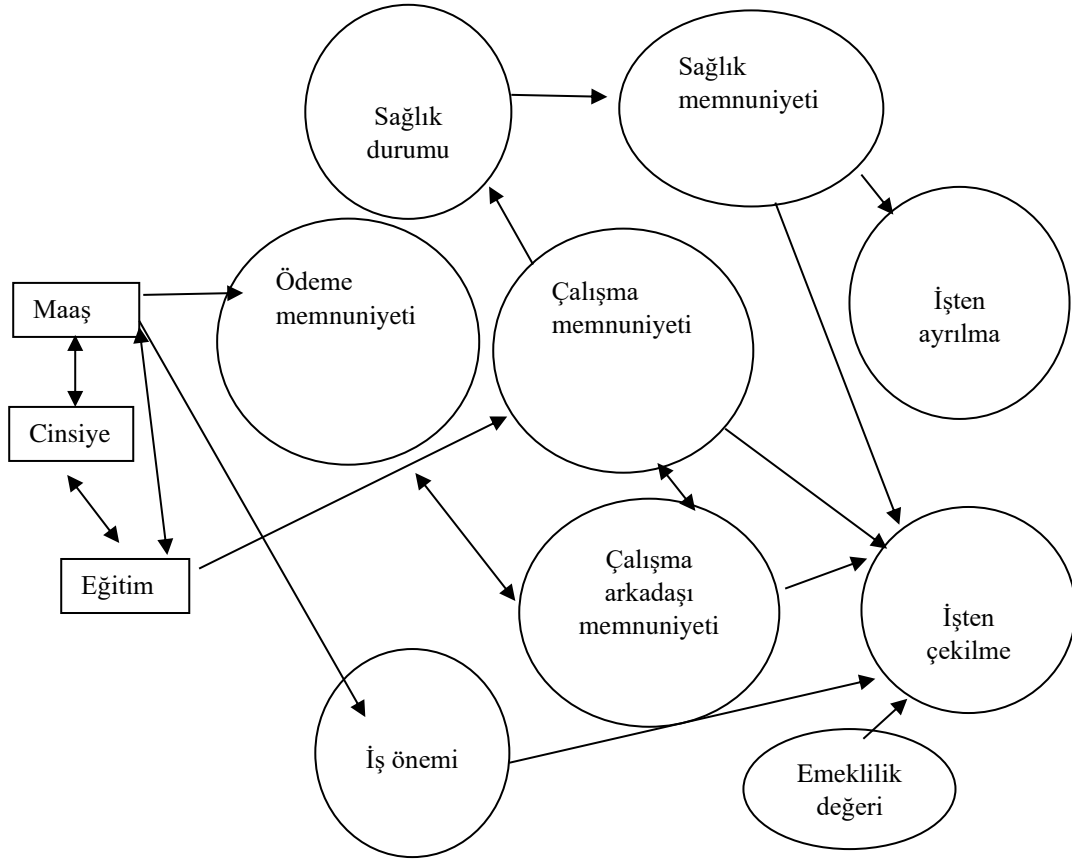 Sağlık
memnuniyeti
Sağlık
durumu
Ödeme
memnuniyeti
Çalışma
memnuniyeti
Maaş
İşten
ayrılma
Cinsiye
Eğitim
Çalışma
arkadaşı
memnuniyeti
İşten
çekilme
İş önemi
Emeklilik
değeri